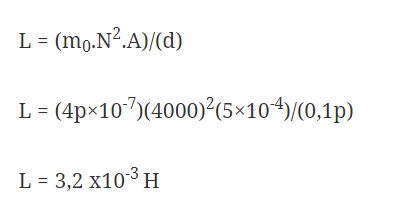 L = (m₀.N².A)/(d)
L = (4p×10⁻⁷)(4000)²(5×10⁻⁴)/(0,1p)
L = 3,2 x10⁻³ H